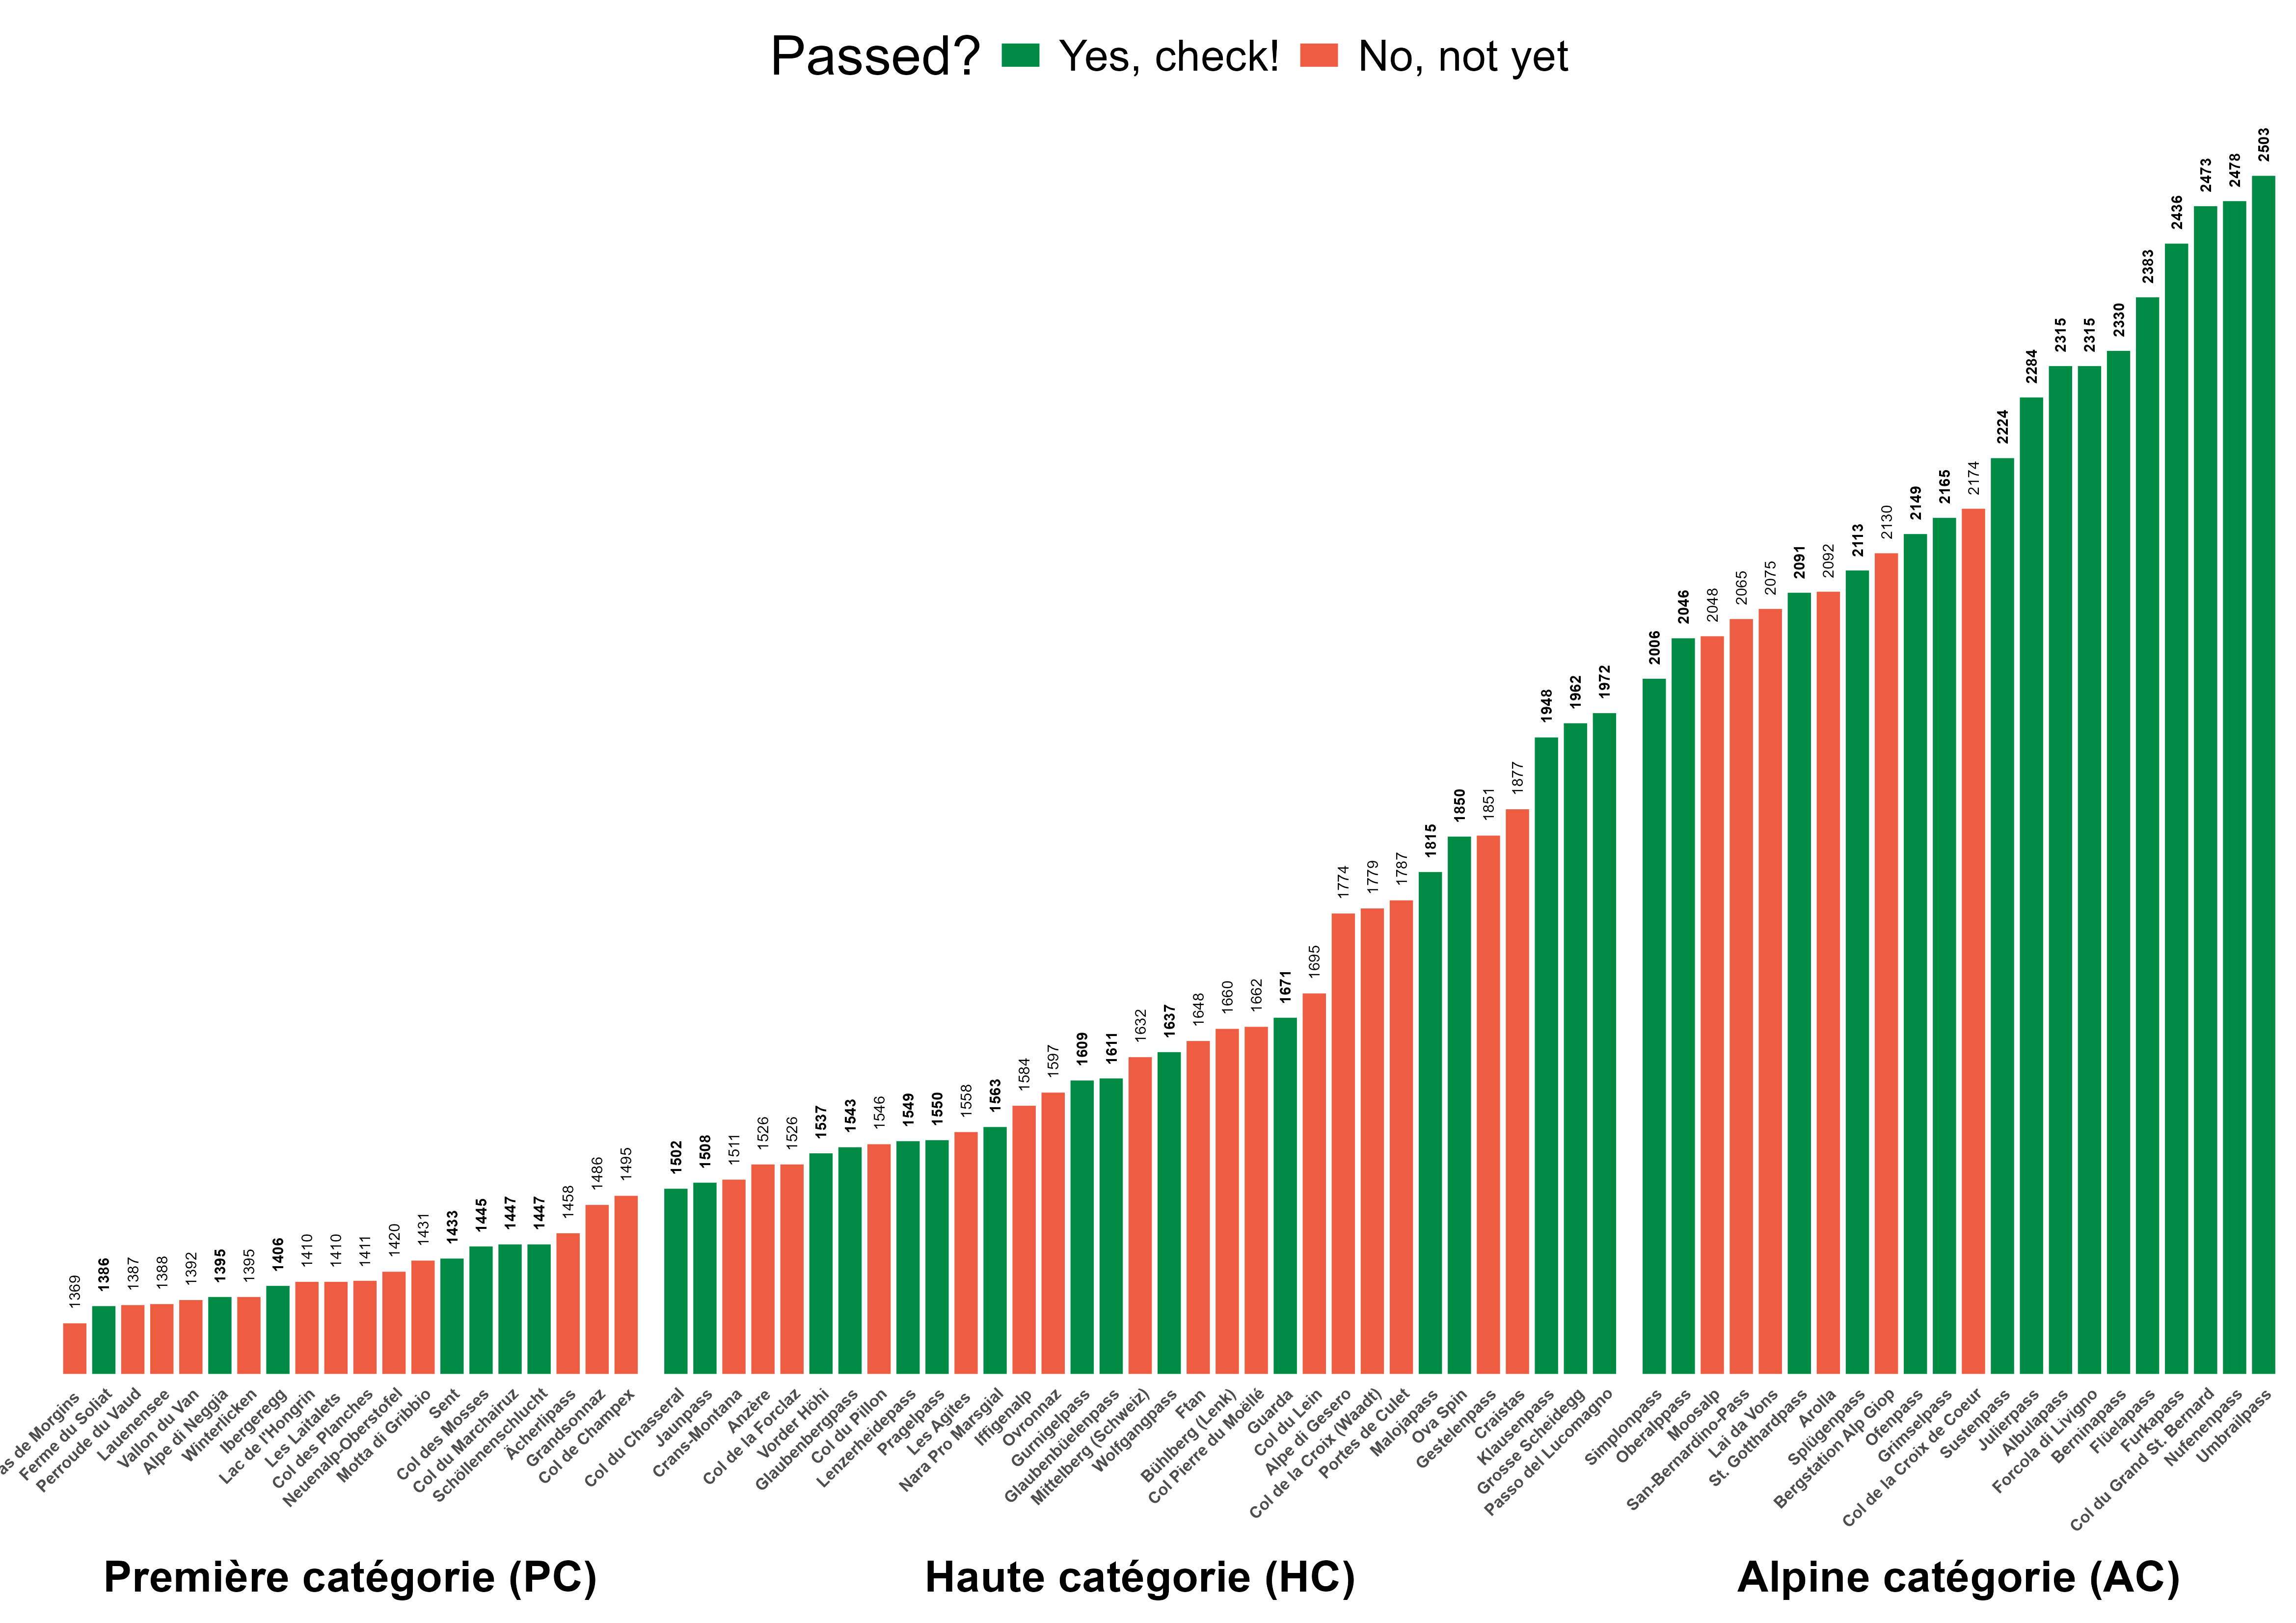 Passed? Yes, check! No, not yet
1369
1386
1387
1388
1392
1395
1395
1406
1410
1410
1411
1420
1431
1433
1445
1447
1447
1458
1486
1495
1502
1508
1511
1526
1526
1537
1543
1546
1549
1550
1558
1563
1584
1597
1609
1611
1632
1637
1648
1660
1662
1671
1695
1774
1779
1787
1815
1850
1851
1877
1948
1962
1972
2006
2046
2048
2065
2075
2091
2092
2113
2130
2149
2165
2174
2224
2284
2315
2315
2330
2383
2436
2473
2478
2503
as de Morgins
Ferme du Soliat
Perroude du Vaud
Lauenensee
Vallon du Van
Alpe di Neggia
Winterlicken
Ibergeregg
Lac de l'Hongrin
Les Laitalets
Col des Planches
Neuenalp-Oberstofel
Motta di Gribbio
Sent
Col des Mosses
Col du Marchairuz
Schöllenenschlucht
Ächerlipass
Grandsonnaz
Col de Champex
Col du Chasseral
Jaunpass
Crans-Montana
Anzère
Col de la Forclaz
Vorder Höhi
Glaubenbergpass
Col du Pillon
Lenzerheidepass
Pragelpass
Les Agites
Nara Pro Marsgial
Iffigenalp
Ovronnaz
Gurnigelpass
Glaubenbüelenpass
Mittelberg (Schweiz)
Wolfgangpass
Ftan
Bühlberg (Lenk)
Col Pierre du Moëllé
Guarda
Col du Lein
Alpe di Gesero
Col de la Croix (Waadt)
Portes de Culet
Malojapass
Ova Spin
Gestelenpass
Craistas
Klausenpass
Grosse Scheidegg
Passo del Lucomagno
Simplonpass
Oberalppass
Moosalp
San-Bernardino-Pass
Lai da Vons
St. Gotthardpass
Arolla
Splügenpass
Bergstation Alp Giop
Ofenpass
Grimselpass
Col de la Croix de Coeur
Sustenpass
Julierpass
Albulapass
Forcola di Livigno
Berninapass
Flüelapass
Furkapass
Col du Grand St. Bernard
Nufenenpass
Umbrailpass
Première catégorie (PC)
Haute catégorie (HC)
Alpine catégorie (AC)